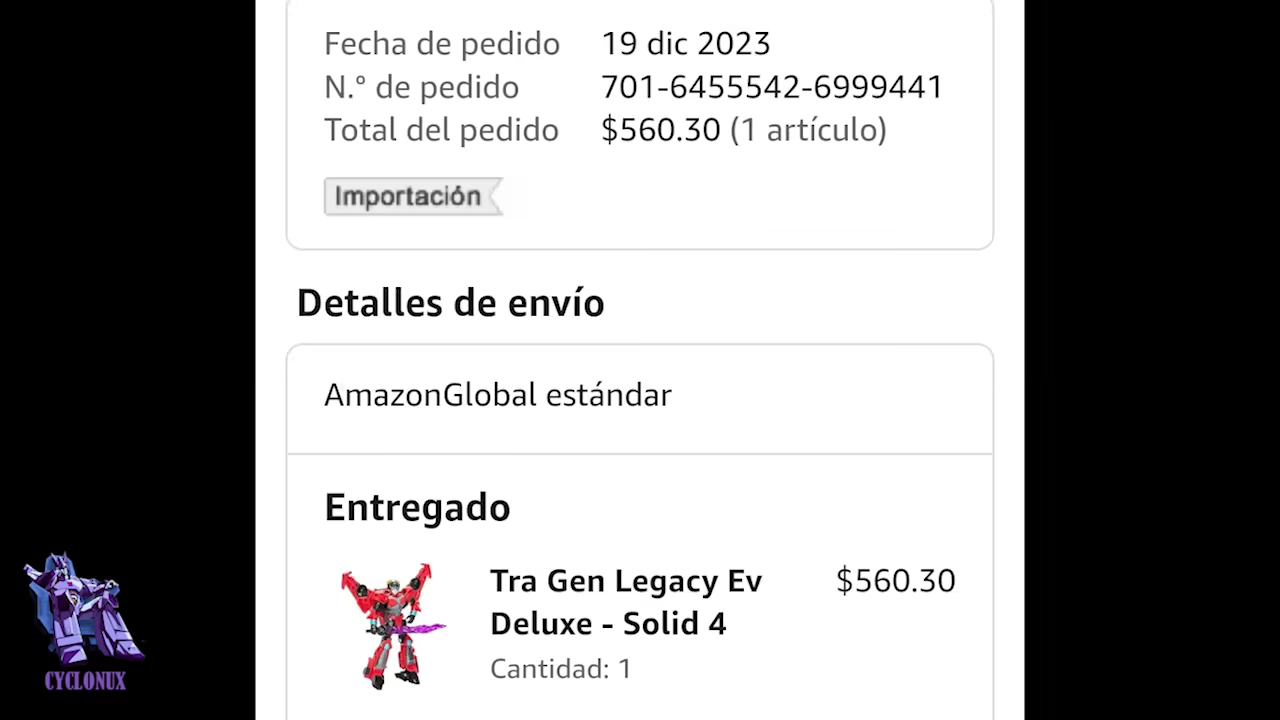 Fecha de pedido 19 dic 2023
N.° de pedido 701-6455542-6999441
Total del pedido $560.30 (1 artículo)
Importación
Detalles de envío
AmazonGlobal estándar
Entregado
Tra Gen Legacy Ev $560.30
Deluxe - Solid 4
Cantidad: 1
CYCLONUX